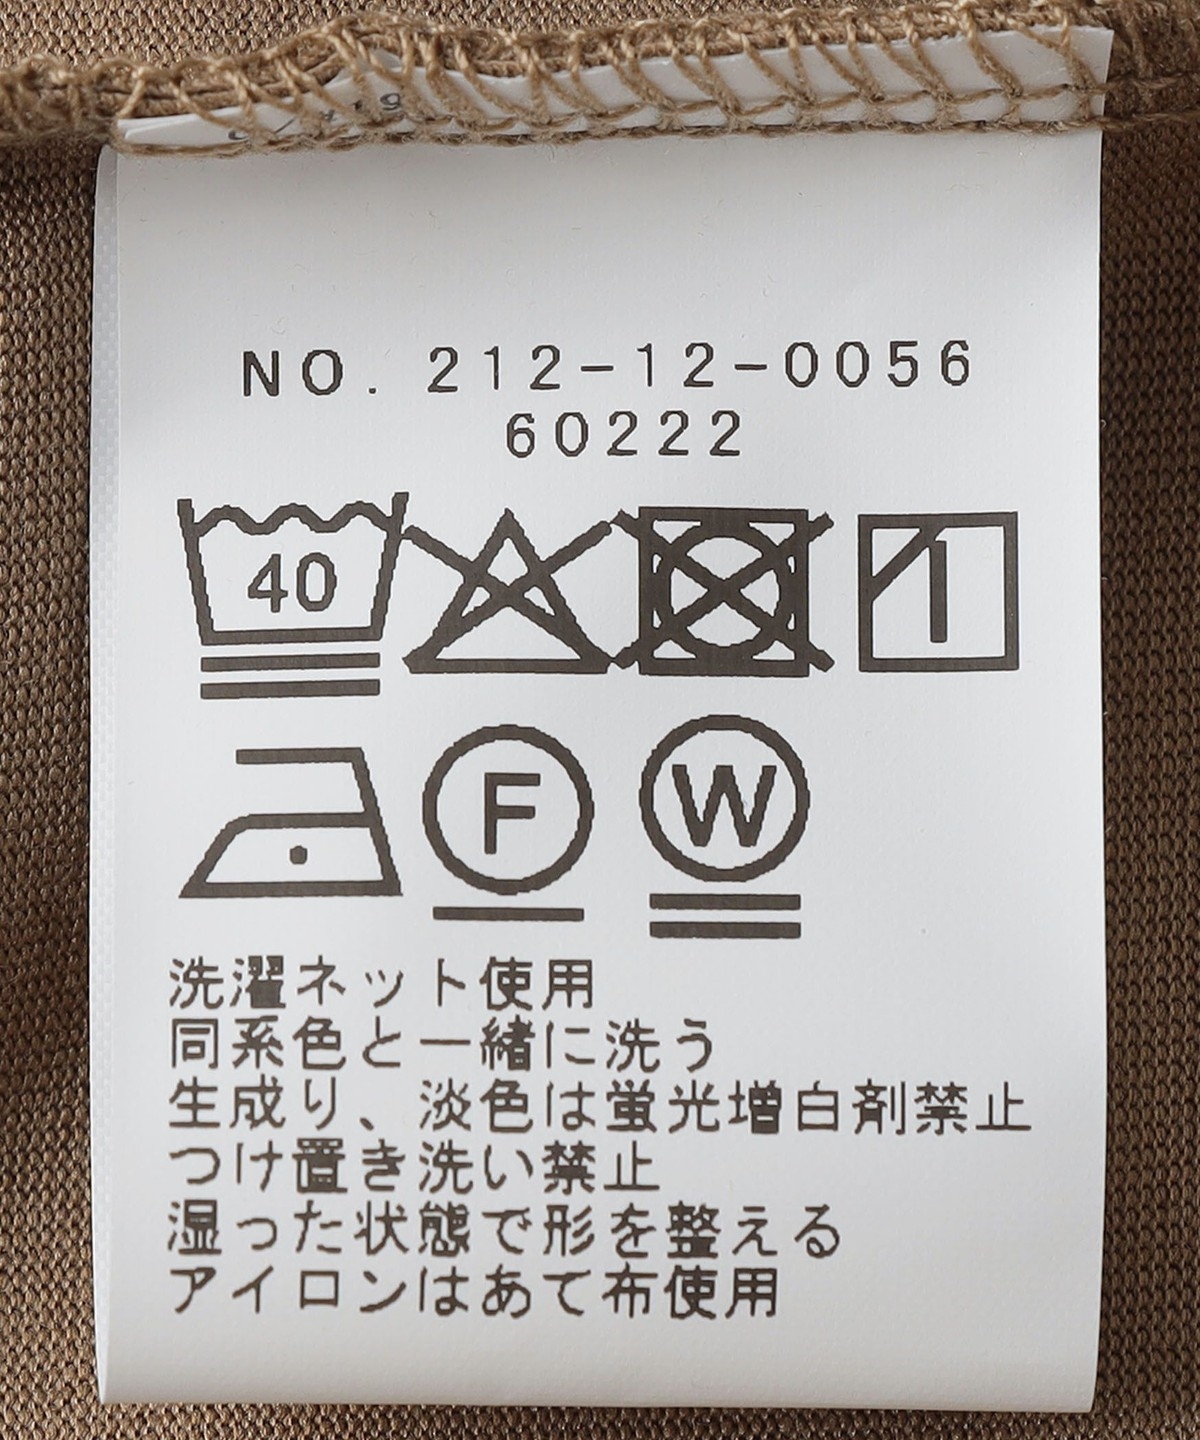 NO. 212-12-0056
60222
40
F W
洗濯ネット使用
同系色と一緒に洗う
生成り、淡色は蛍光増白剤禁止
つけ置き洗い禁止
湿った状態で形を整える
アイロンはあて布使用